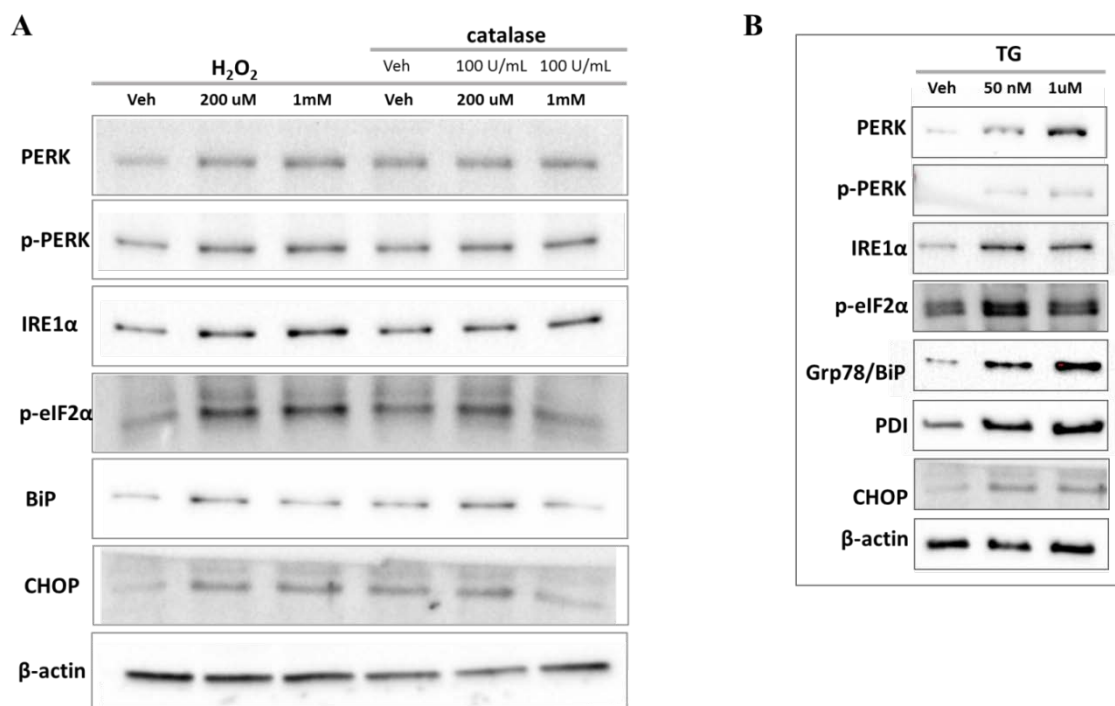 A
catalase
H₂O₂
Veh 100 U/mL 100 U/mL
Veh 200 uM 1mM Veh 200 uM 1mM
PERK
p-PERK
IRE1α
p-eIF2α
BiP
CHOP
β-actin
B
TG
Veh 50 nM 1uM
PERK
p-PERK
IRE1α
p-eIF2α
Grp78/BiP
PDI
CHOP
β-actin